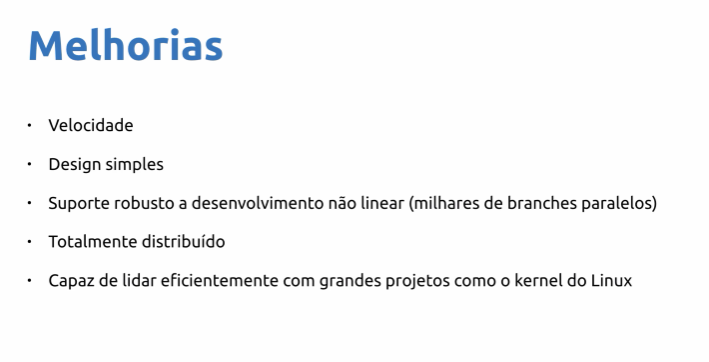 Melhorias
• Velocidade
• Design simples
• Suporte robusto a desenvolvimento não linear (milhares de branches paralelos)
• Totalmente distribuído
• Capaz de lidar eficientemente com grandes projetos como o kernel do Linux